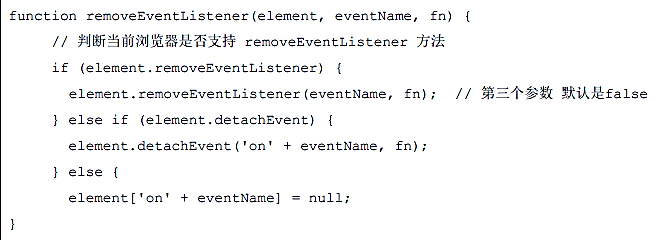 function removeEventListener(element, eventName, fn) {
// 判断当前浏览器是否支持 removeEventListener 方法
if (element.removeEventListener) {
element.removeEventListener(eventName, fn);  // 第三个参数 默认是false
} else if (element.detachEvent) {
element.detachEvent('on' + eventName, fn);
} else {
element['on' + eventName] = null;
}